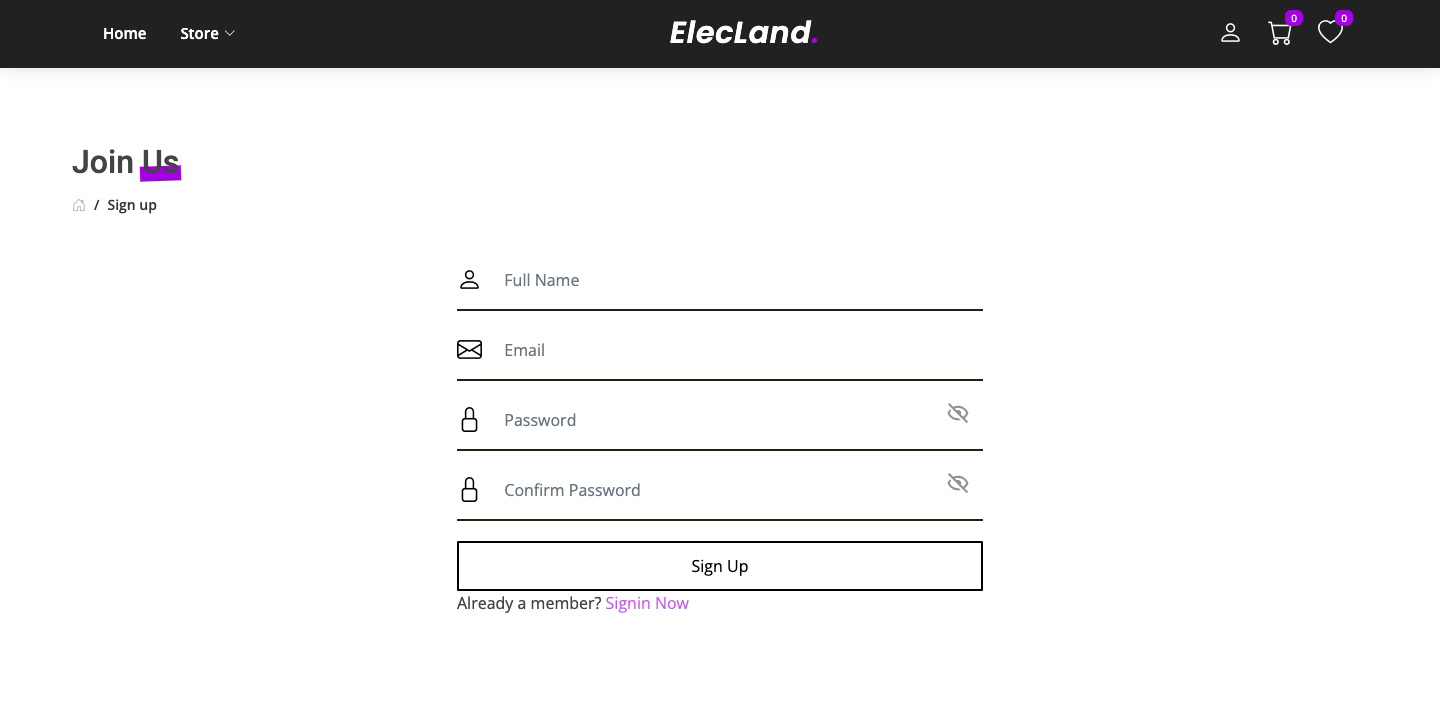 Home Store ElecLand. 0 0
Join Us
/ Sign up
Full Name
Email
Password
Confirm Password
Sign Up
Already a member? Signin Now